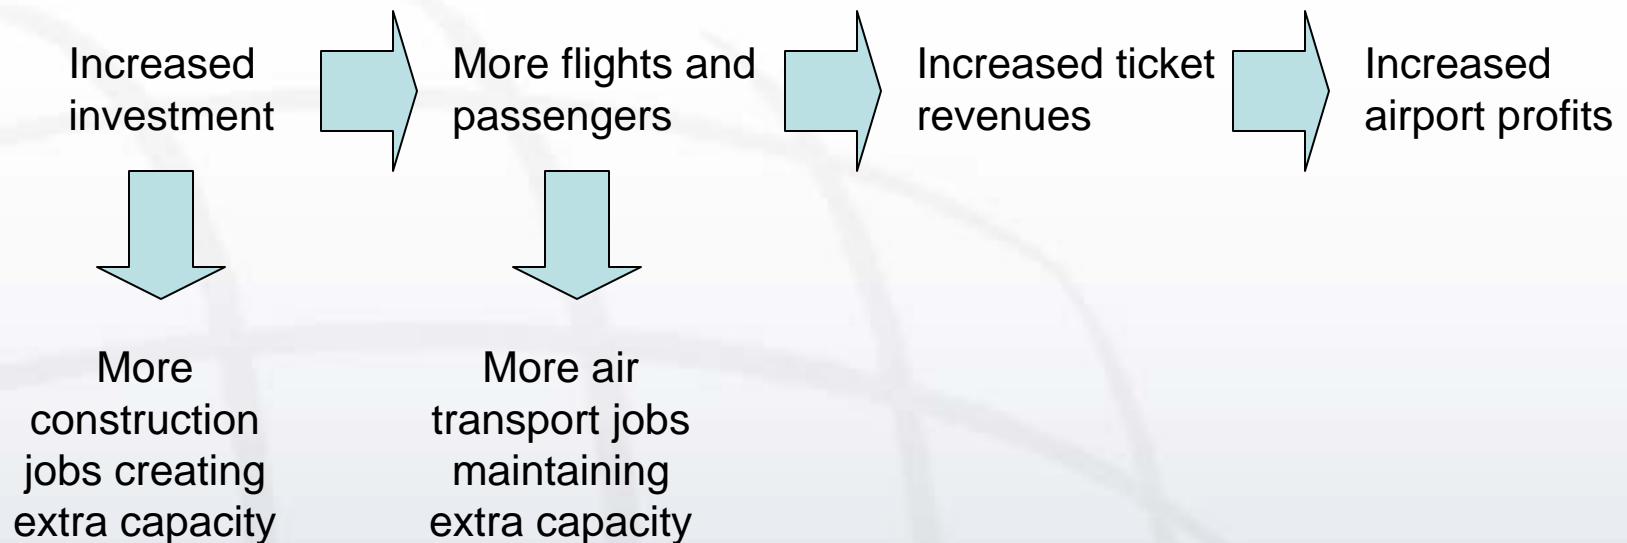 Increased
investment
More flights and
passengers
Increased ticket
revenues
Increased
airport profits
More
construction
jobs creating
extra capacity
More air
transport jobs
maintaining
extra capacity